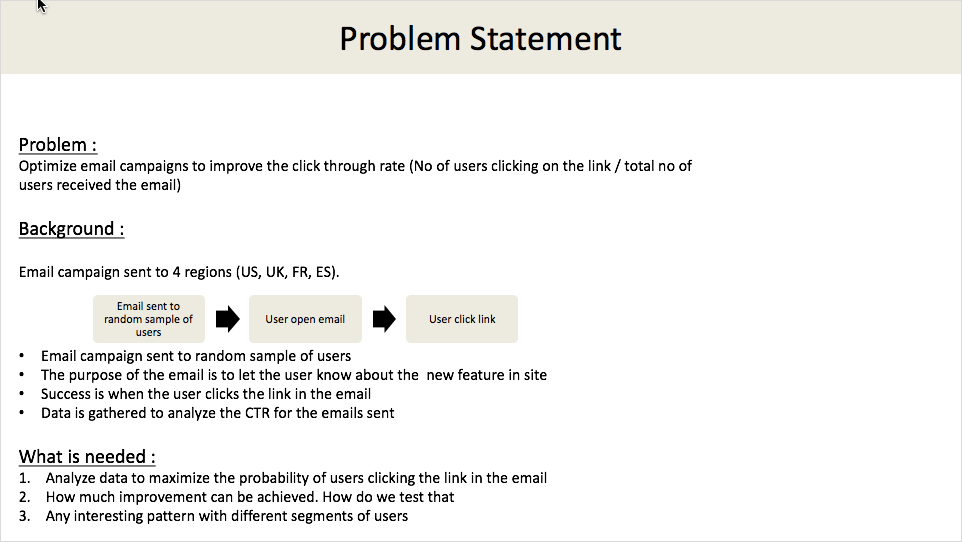 Problem Statement
Problem :
Optimize email campaigns to improve the click through rate (No of users clicking on the link / total no of
users received the email)
Background :
Email campaign sent to 4 regions (US, UK, FR, ES).
Email sent to
random sample of
users
User open email
User click link
• Email campaign sent to random sample of users
• The purpose of the email is to let the user know about the  new feature in site
• Success is when the user clicks the link in the email
• Data is gathered to analyze the CTR for the emails sent
What is needed :
1. Analyze data to maximize the probability of users clicking the link in the email
2. How much improvement can be achieved. How do we test that
3. Any interesting pattern with different segments of users